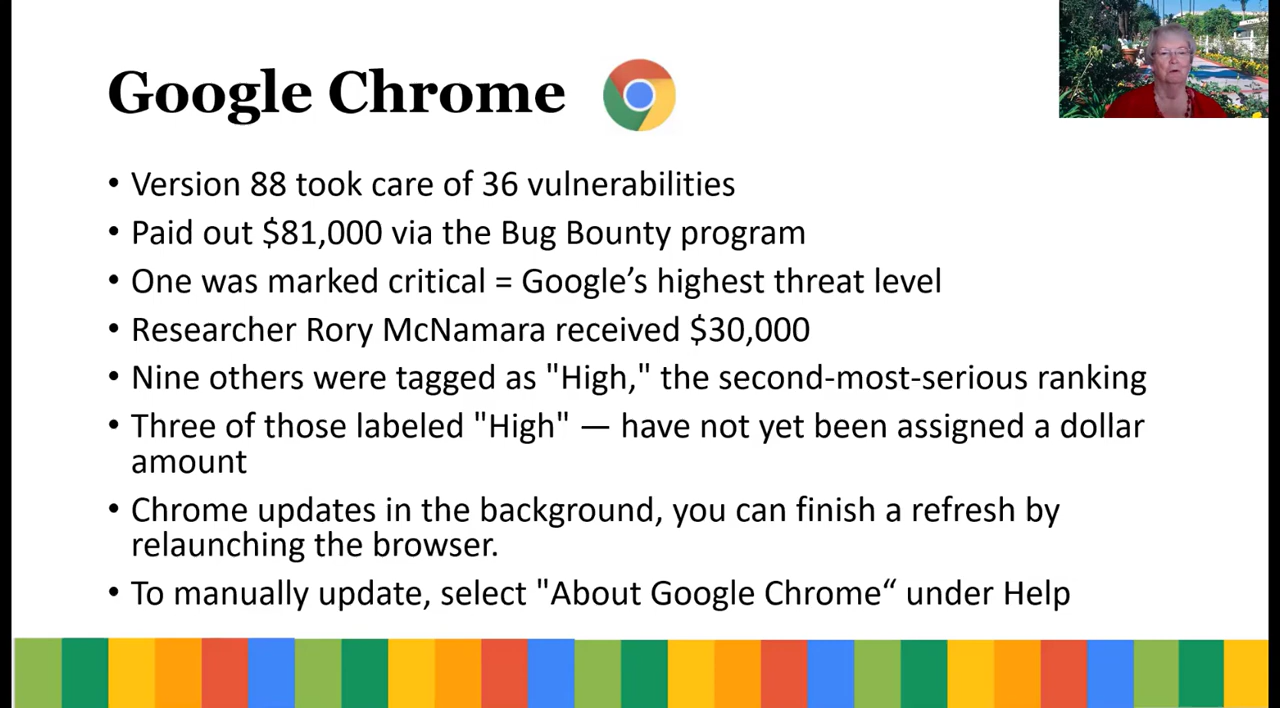 Google Chrome
• Version 88 took care of 36 vulnerabilities
• Paid out $81,000 via the Bug Bounty program
• One was marked critical = Google’s highest threat level
• Researcher Rory McNamara received $30,000
• Nine others were tagged as "High," the second-most-serious ranking
• Three of those labeled "High" — have not yet been assigned a dollar
amount
• Chrome updates in the background, you can finish a refresh by
relaunching the browser.
• To manually update, select "About Google Chrome“ under Help